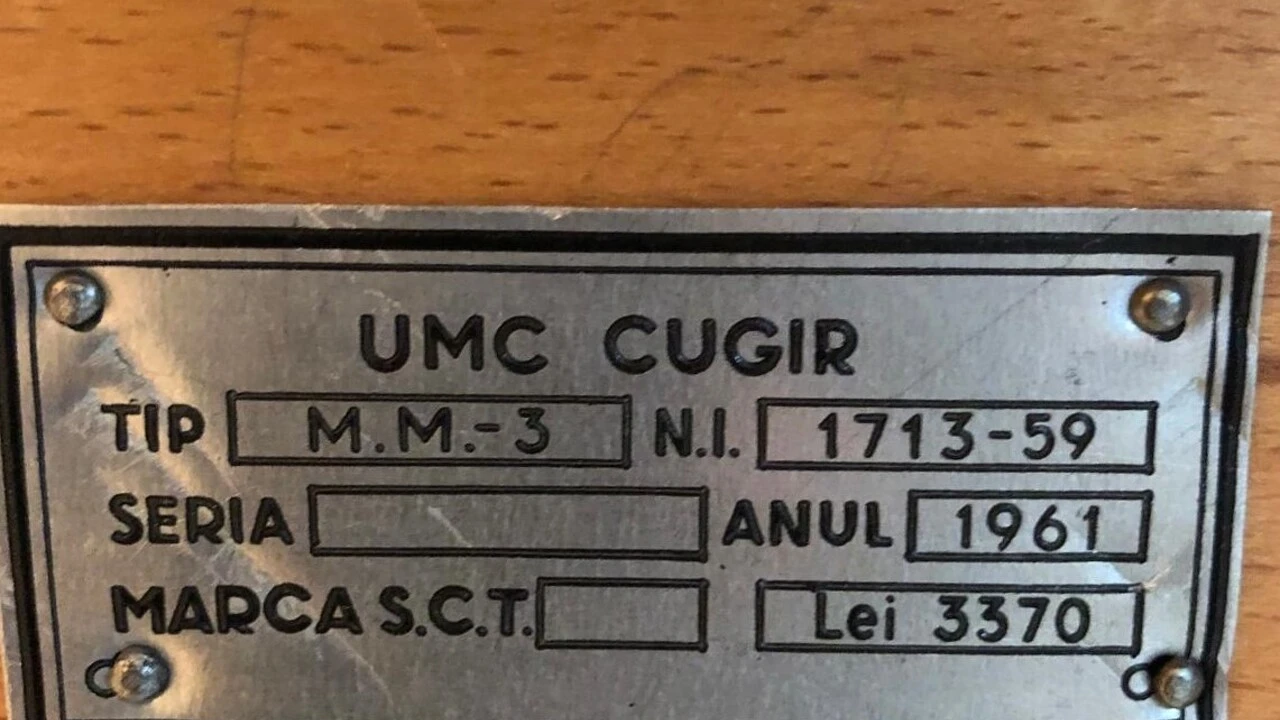 UMC CUGIR
TIP M.M.-3 N.I. 1713-59
SERIA ANUL 1961
MARCA S.C.T. Lei 3370